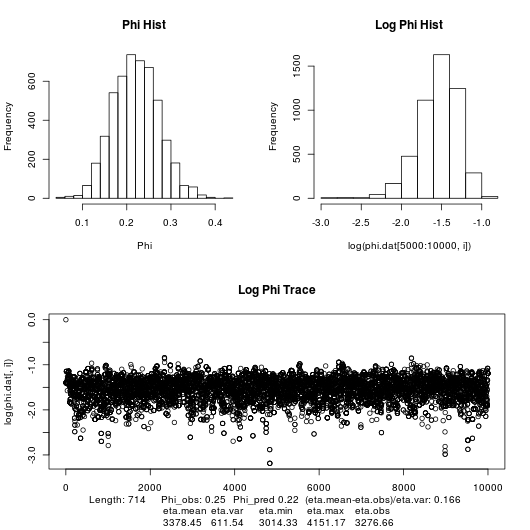 Phi Hist
Log Phi Hist
Frequency
0
200
400
600
0.1 0.2 0.3 0.4
Phi
Frequency
0
500
1000
1500
-3.0 -2.5 -2.0 -1.5 -1.0
log(phi.dat[5000:10000, i])
Log Phi Trace
log(phi.dat[, i])
0.0
-1.0
-2.0
-3.0
0 2000 4000 6000 8000 10000
Length: 714 Phi_obs: 0.25 Phi_pred 0.22 (eta.mean-eta.obs)/eta.var: 0.166
eta.mean eta.var eta.min eta.max eta.obs
3378.45 611.54 3014.33 4151.17 3276.66